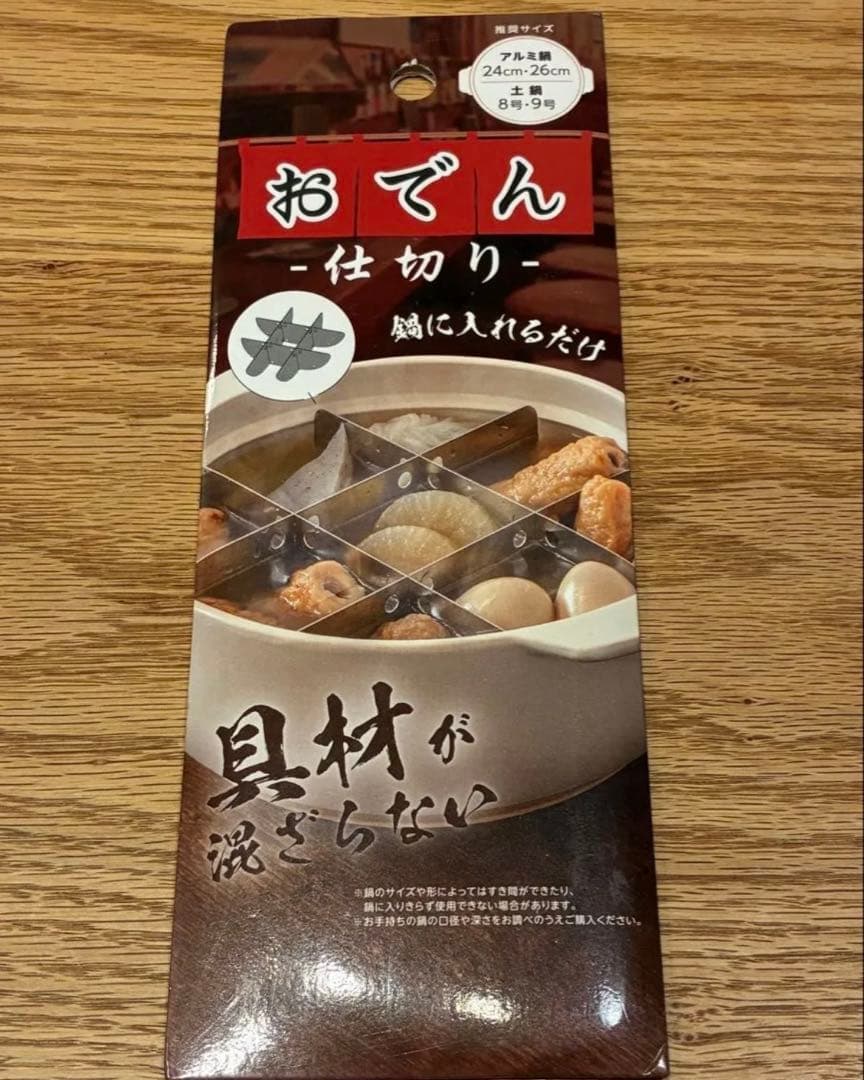 推奨サイズ
アルミ鍋
24cm・26cm
土鍋
8号・9号
おでん
-仕切り-
鍋に入れるだけ
具材が
混ざらない
※鍋のサイズや形によってはすき間ができたり、
鍋に入りきらず使用できない場合があります。
※お手持ちの鍋の口径や深さをお調べのうえご購入ください。